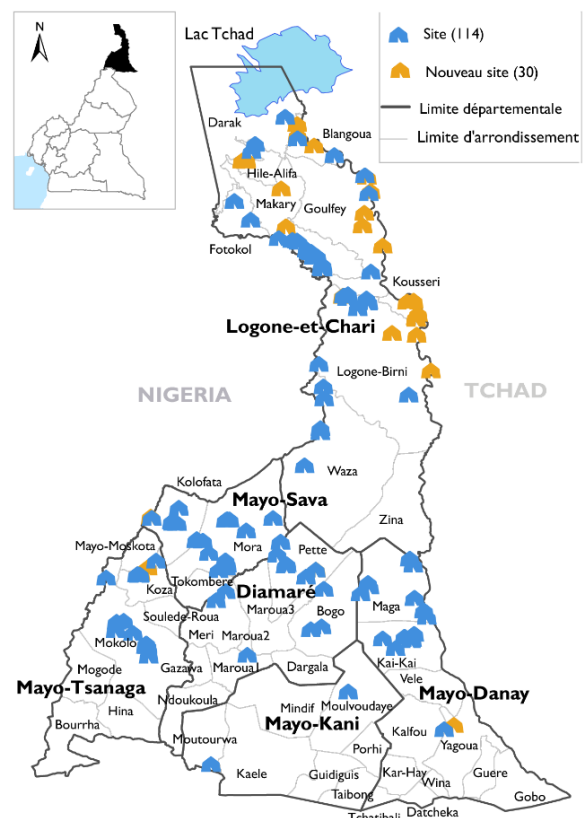 N
Lac Tchad
Site (114)
Nouveau site (30)
Limite départementale
Limite d'arrondissement
Darak
Blangoua
Hile-Alifa
Makary
Goulfey
Fotokol
Kousseri
Logone-et-Chari
Logone-Birni
NIGERIA
TCHAD
Waza
Kolofata
Mayo-Sava
Zina
Mayo-Moskota
Mora
Pette
Koza
Tokombere
Diamaré
Maga
Maroua3
Bogo
Soulede-Roua
Meri
Maroua2
Mokolo
Kai-Kai
Mogode
Gazawa
Maroua1
Dargala
Vele
Mayo-Tsanaga
Mayo-Danay
Ndoukoula
Mindif
Moulvoudaye
Hina
Bourrha
Mayo-Kani
Kalfou
Moutourwa
Yagoua
Porhi
Kaele
Guidiguis
Kar-Hay
Guere
Taibong
Wina
Gobo
Datcheka
Tchatibali